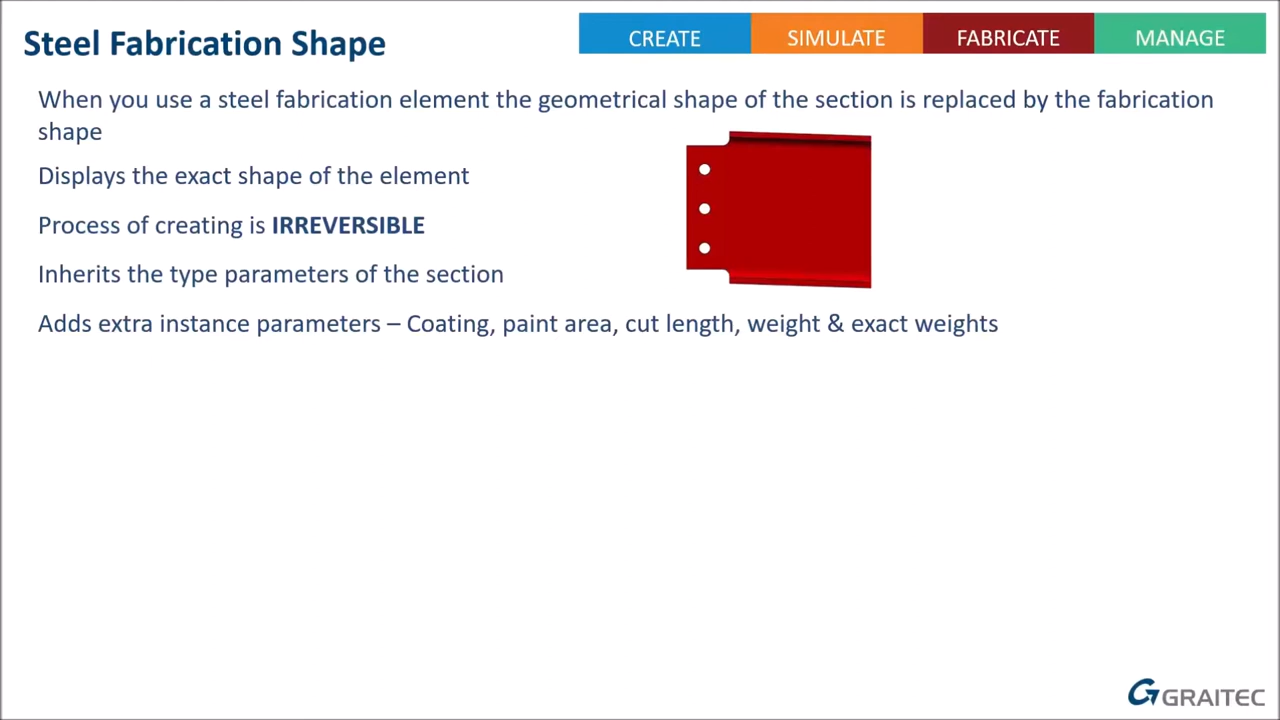 Steel Fabrication Shape
CREATE
SIMULATE
FABRICATE
MANAGE
When you use a steel fabrication element the geometrical shape of the section is replaced by the fabrication
shape
Displays the exact shape of the element
Process of creating is IRREVERSIBLE
Inherits the type parameters of the section
Adds extra instance parameters – Coating, paint area, cut length, weight & exact weights
GRAITEC